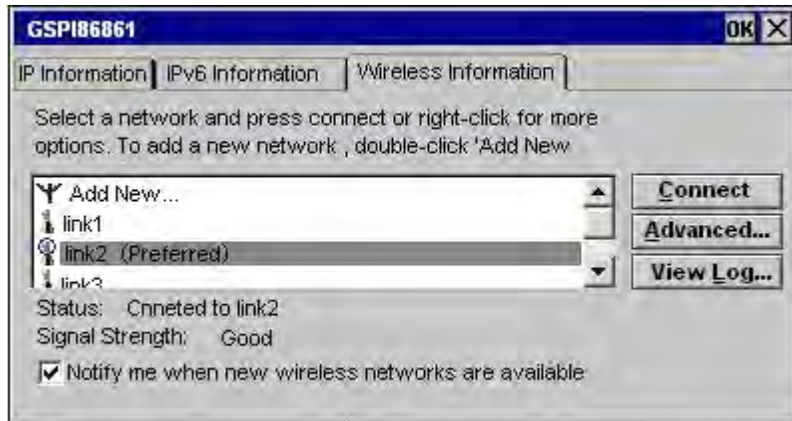 GSPI86861 OK
IP Information IPv6 Information Wireless Information
Select a network and press connect or right-click for more
options. To add a new network , double-click 'Add New
Add New... Connect
link1
link2 (Preferred) Advanced...
link3 View Log...
Status: Cnneted to link2
Signal Strength: Good
Notify me when new wireless networks are available